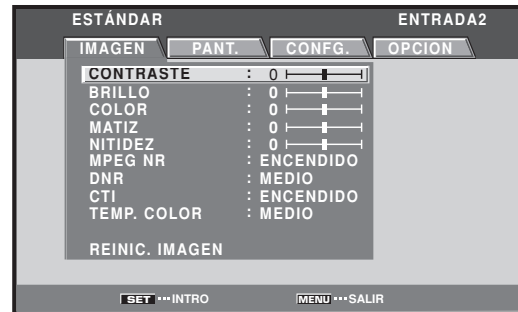 ESTÁNDAR ENTRADA2
IMAGEN PANT. CONFG. OPCION
CONTRASTE : 0
BRILLO : 0
COLOR : 0
MATIZ : 0
NITIDEZ : 0
MPEG NR : ENCENDIDO
DNR : MEDIO
CTI : ENCENDIDO
TEMP. COLOR : MEDIO
REINIC. IMAGEN
SET ···INTRO MENU ···SALIR